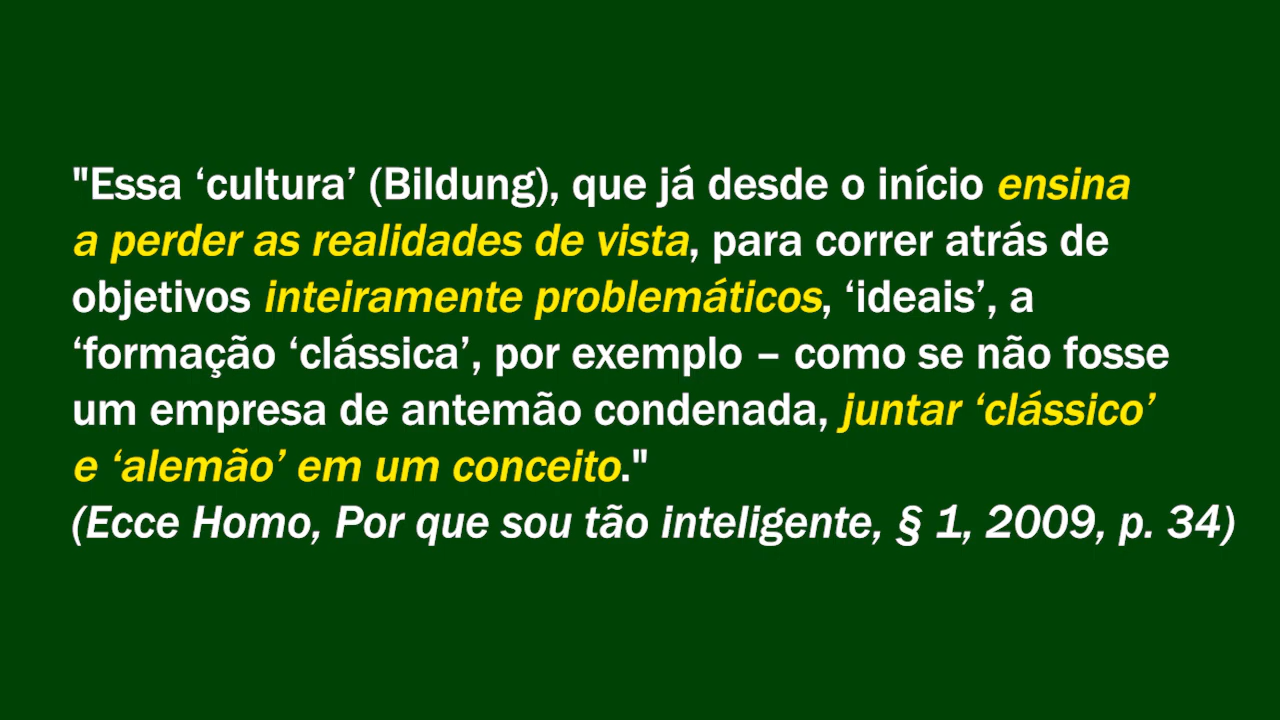 "Essa ‘cultura’ (Bildung), que já desde o início ensina
a perder as realidades de vista, para correr atrás de
objetivos inteiramente problemáticos, ‘ideais’, a
‘formação ‘clássica’, por exemplo – como se não fosse
um empresa de antemão condenada, juntar ‘clássico’
e ‘alemão’ em um conceito."
(Ecce Homo, Por que sou tão inteligente, § 1, 2009, p. 34)